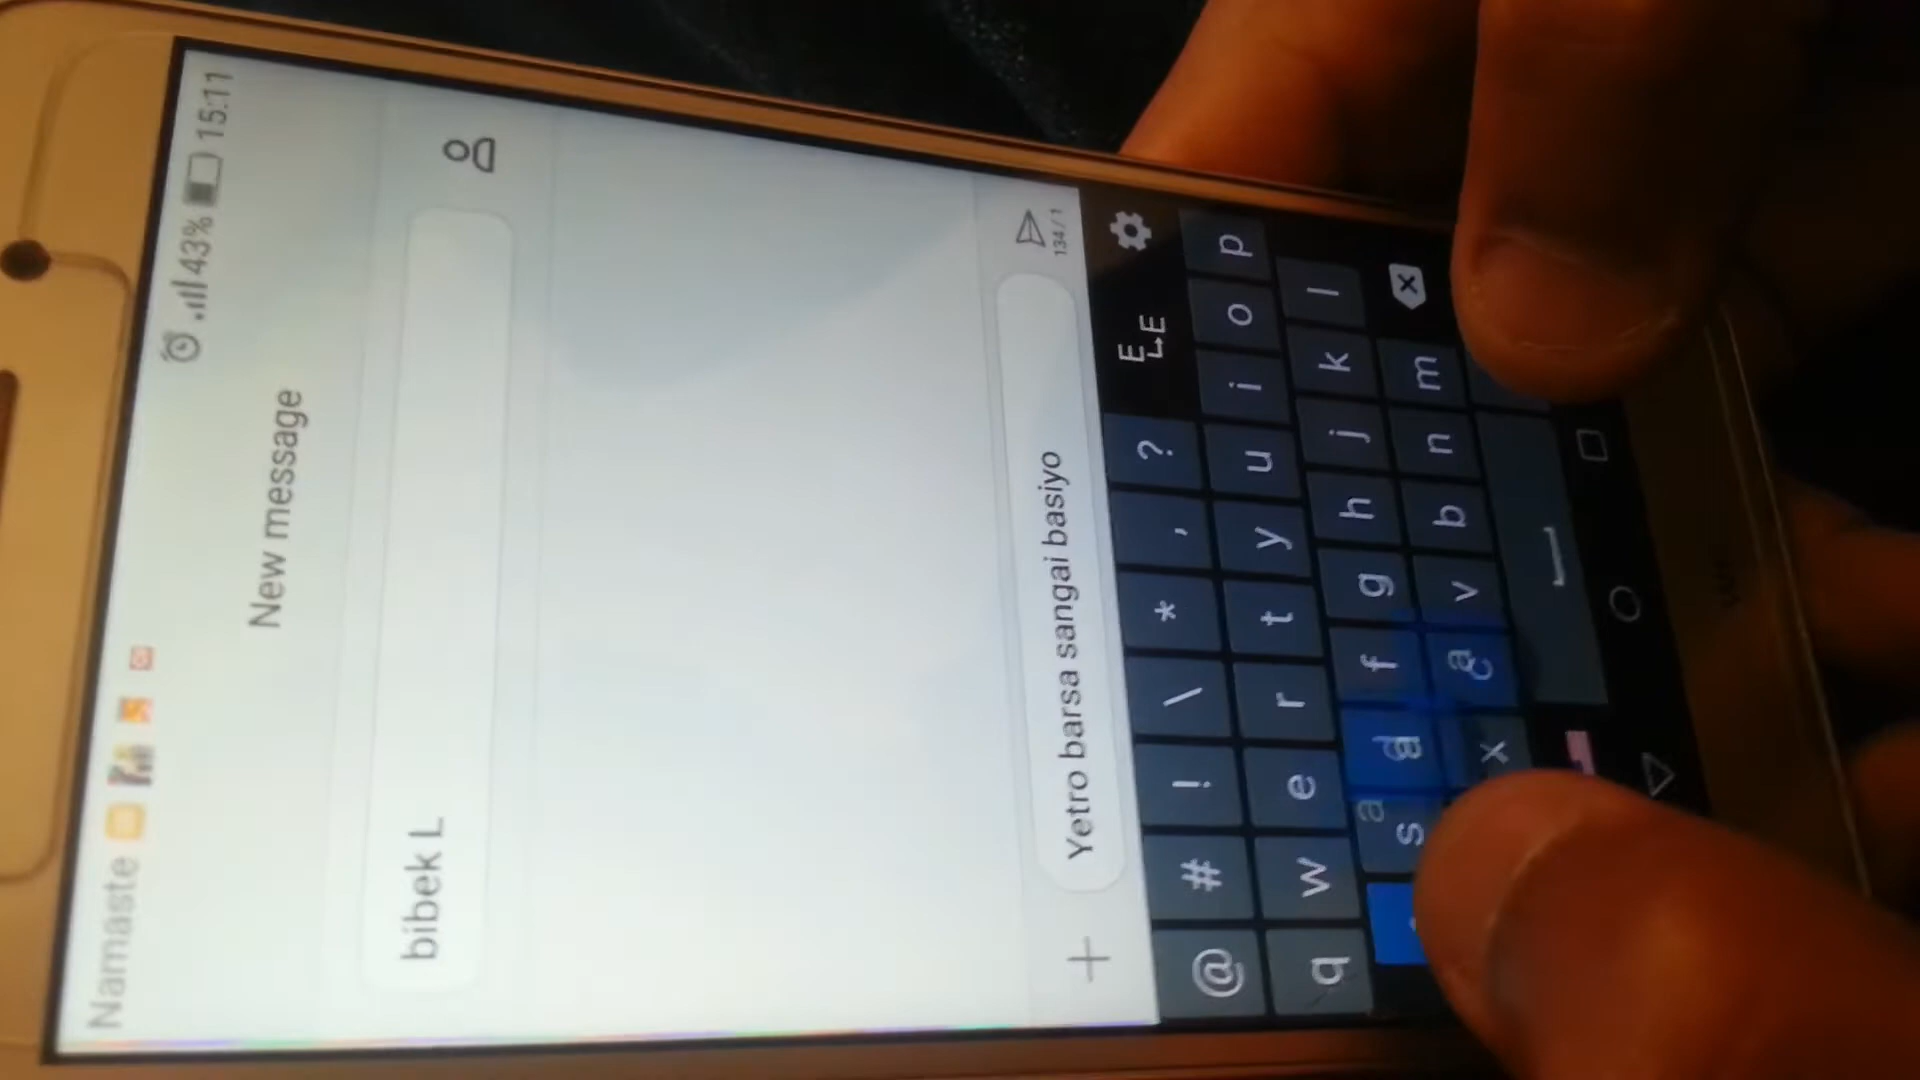 Namaste
43% 15:11
New message
bibek L
Yetro barsa sangai basiyo
134/1
@ # ! \ * , ?
q w e r t y u i o p
s d f g h j k l
x c v b n m